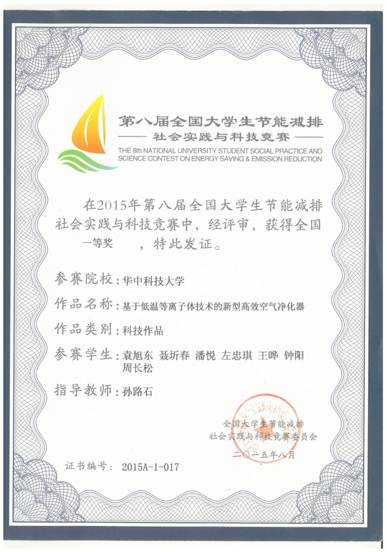 第八届全国大学生节能减排
社会实践与科技竞赛
THE 8th NATIONAL UNIVERSITY STUDENT SOCIAL PRACTICE AND
SCIENCE CONTEST ON ENERGY SAVING & EMISSION REDUCTION
在2015年第八届全国大学生节能减排
社会实践与科技竞赛中，经评审，获得全国
一等奖 ，特此发证。
参赛院校：华中科技大学
作品名称：基于低温等离子体技术的新型高效空气净化器
作品类别：科技作品
参赛学生：袁旭东 聂圻春 潘悦 左忠琪 王晔 钟阳
周长松
指导教师：孙路石
全国大学生节能减排
社会实践与科技竞赛委员会
二〇一五年八月
证书编号：2015A-1-017